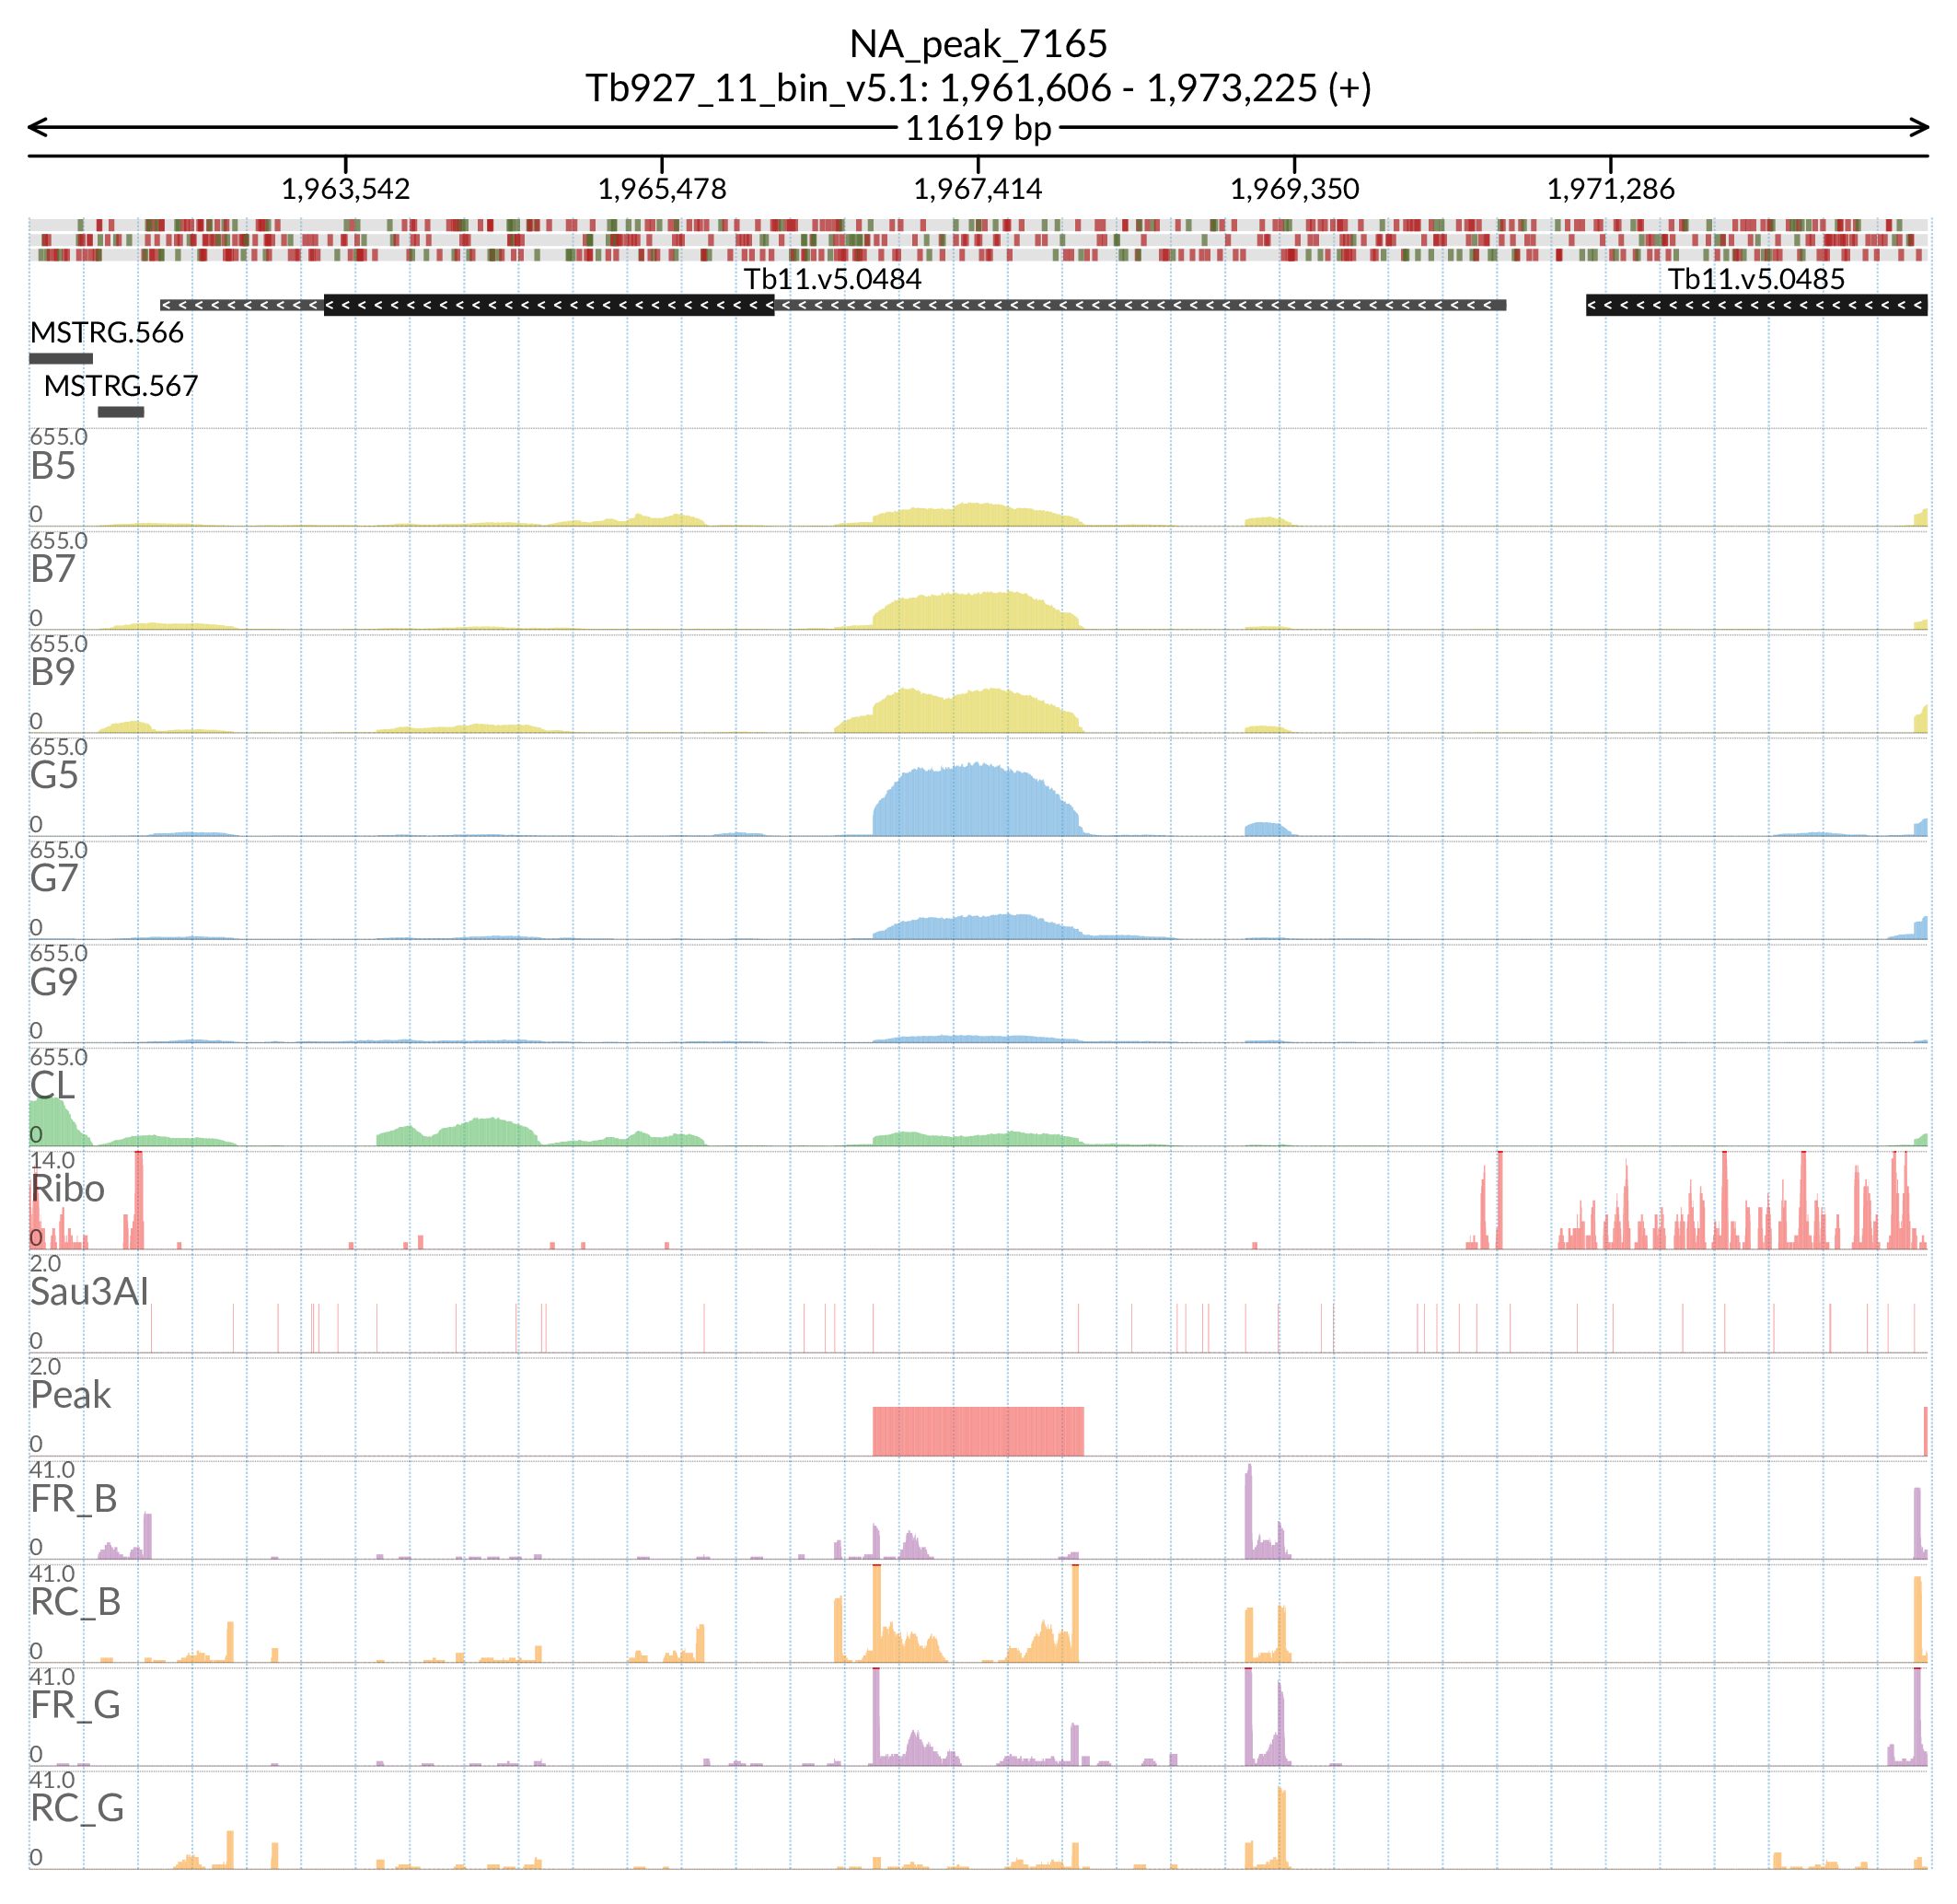 NA_peak_7165
Tb927_11_bin_v5.1: 1,961,606 - 1,973,225 (+)
11619 bp
1,963,542 1,965,478 1,967,414 1,969,350 1,971,286
Tb11.v5.0484 Tb11.v5.0485
MSTRG.566
MSTRG.567
655.0
B5
0
655.0
B7
0
655.0
B9
0
655.0
G5
0
655.0
G7
0
655.0
G9
0
655.0
CL
0
14.0
Ribo
0
2.0
Sau3AI
0
2.0
Peak
0
41.0
FR_B
0
41.0
RC_B
0
41.0
FR_G
0
41.0
RC_G
0